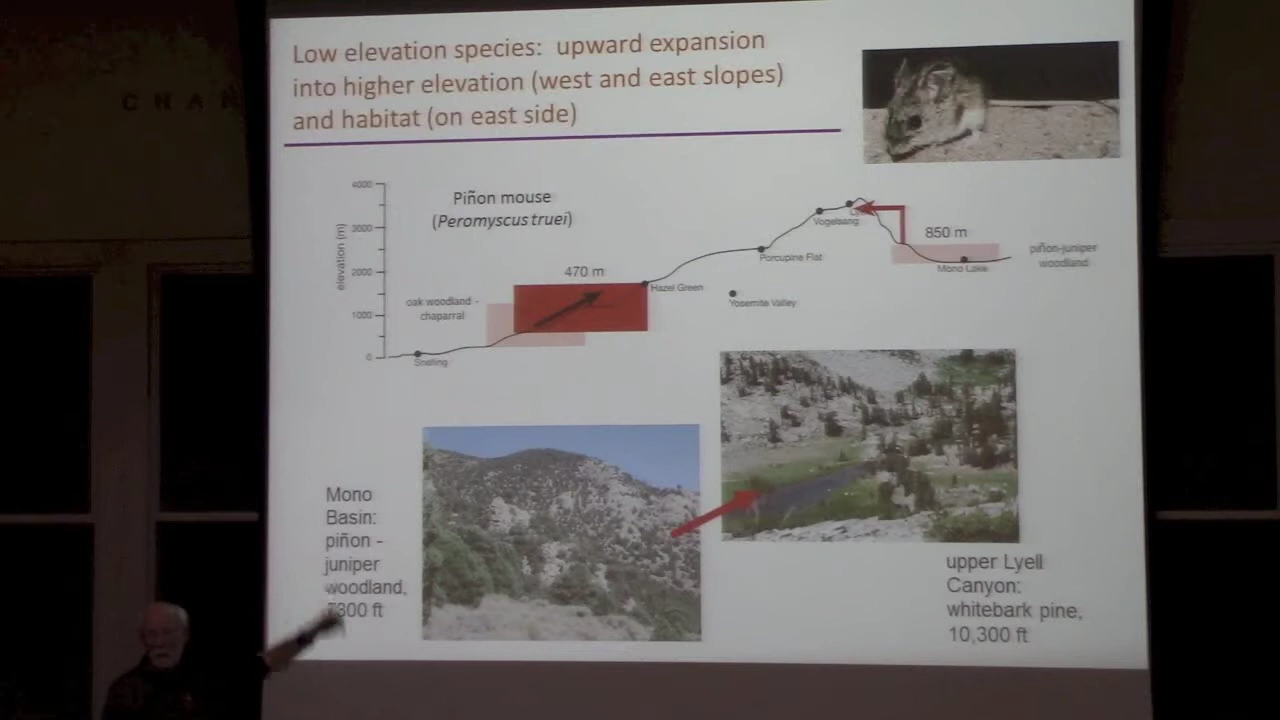 Low elevation species: upward expansion
into higher elevation (west and east slopes)
and habitat (on east side)
CHAN
Piñon mouse
(Peromyscus truei)
elevation (m)
4000
3000
2000
1000
0
470 m
850 m
oak woodland -
chaparral
piñon-juniper
woodland
Snelling
Hazel Green
Yosemite Valley
Porcupine Flat
Vogelsang
Mono Lake
Mono
Basin:
piñon -
juniper
woodland,
7800 ft
upper Lyell
Canyon:
whitebark pine,
10,300 ft